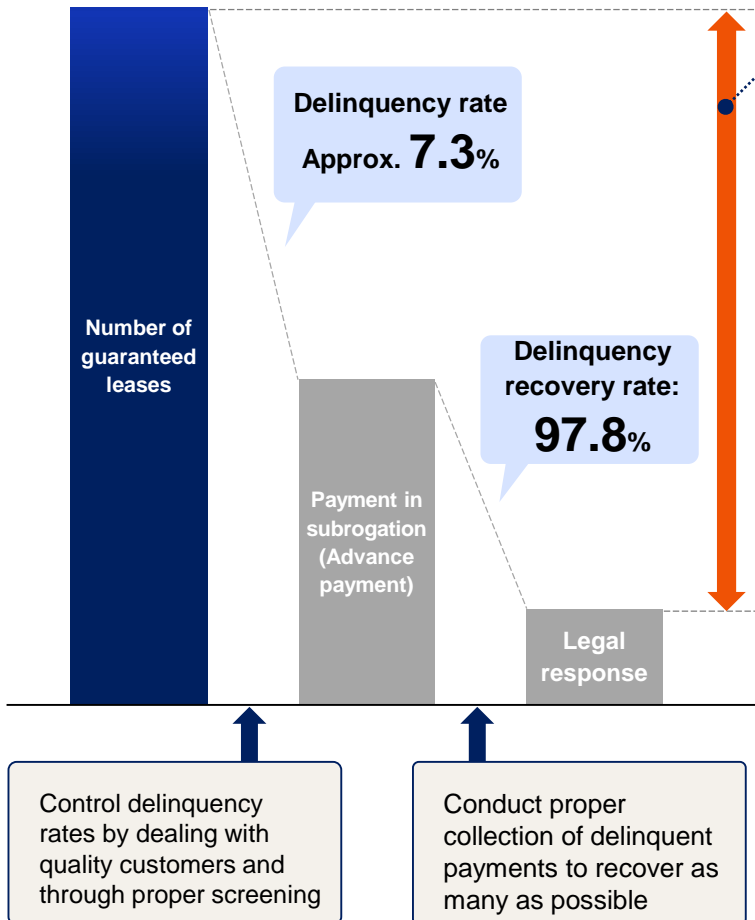 Delinquency rate
Approx. 7.3%
Number of
guaranteed
leases
Delinquency
recovery rate:
97.8%
Payment in
subrogation
(Advance
payment)
Legal
response
Control delinquency
rates by dealing with
quality customers and
through proper screening
Conduct proper
collection of delinquent
payments to recover as
many as possible